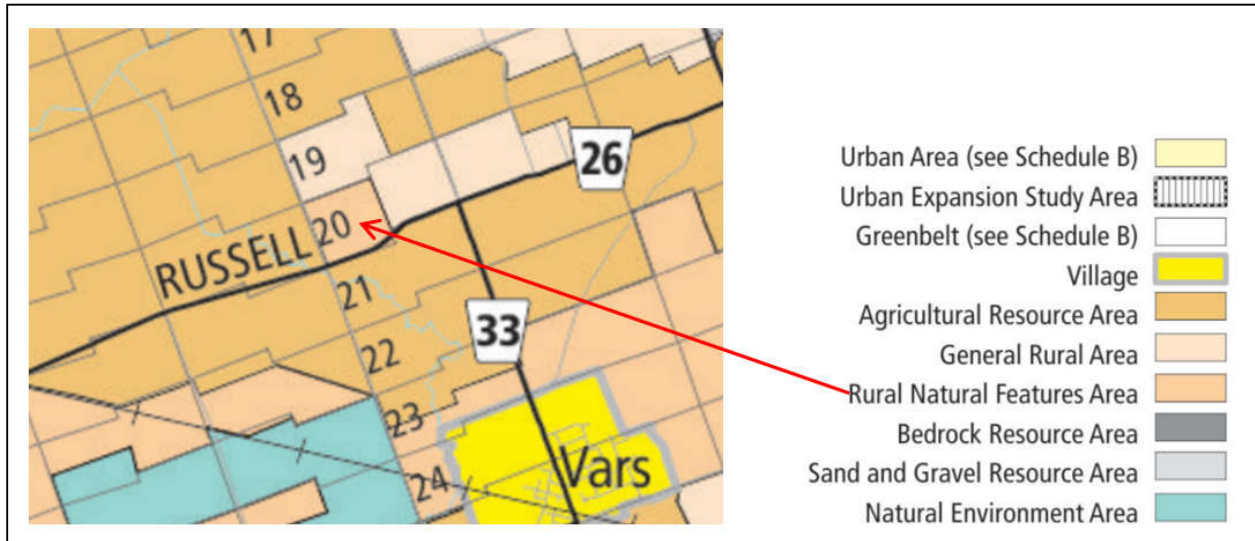 17
18
19
26
20
RUSSELL
21
33
22
23
24
Vars
Urban Area (see Schedule B)
Urban Expansion Study Area
Greenbelt (see Schedule B)
Village
Agricultural Resource Area
General Rural Area
Rural Natural Features Area
Bedrock Resource Area
Sand and Gravel Resource Area
Natural Environment Area